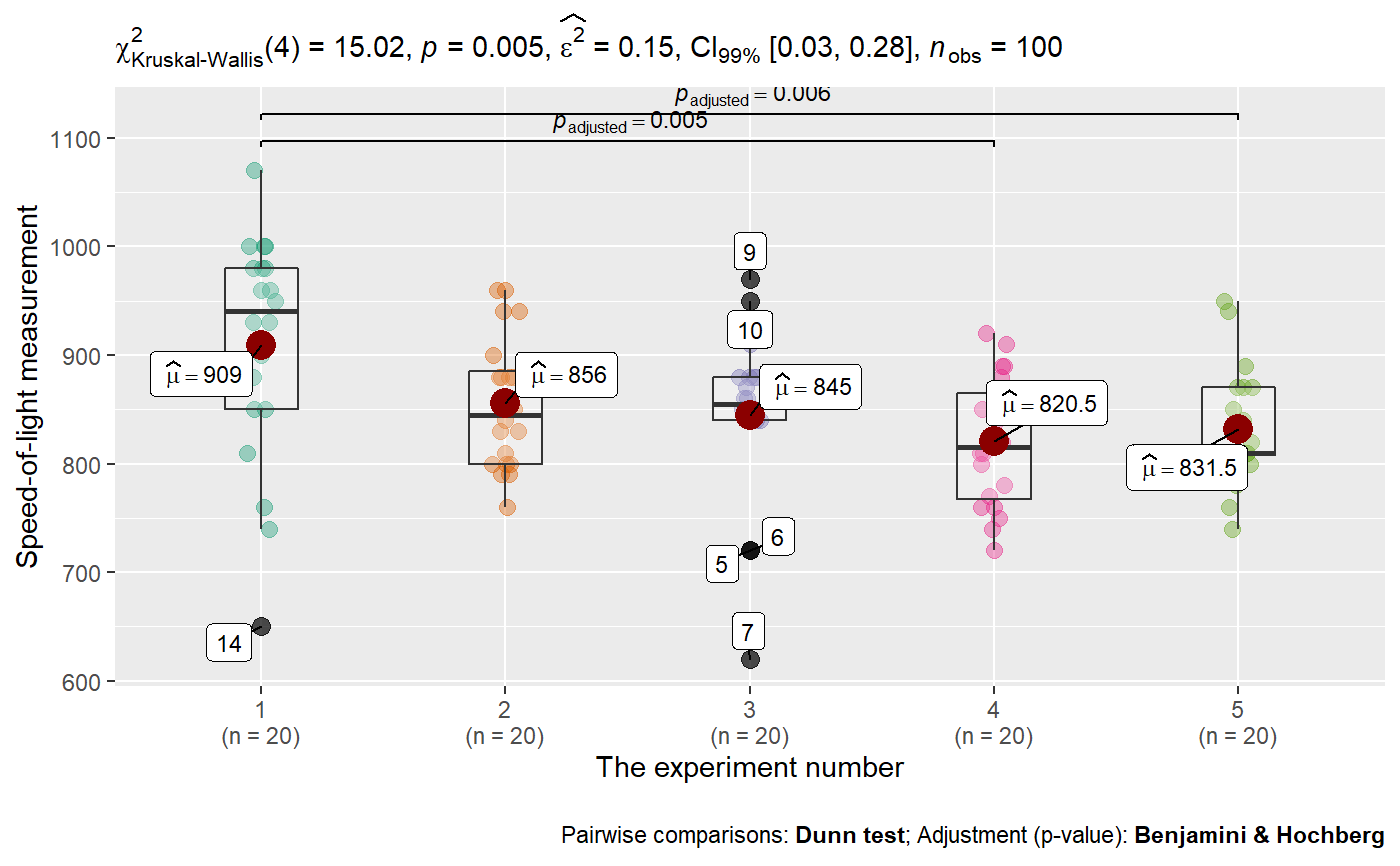 χ²Kruskal-Wallis(4) = 15.02, p = 0.005, ε̂² = 0.15, CI99% [0.03, 0.28], nobs = 100
padjusted = 0.006
padjusted = 0.005
1100
1000
900
800
700
600
Speed-of-light measurement
9
10
μ̂ = 909
μ̂ = 856
μ̂ = 845
μ̂ = 820.5
μ̂ = 831.5
6
5
7
14
1 2 3 4 5
(n = 20) (n = 20) (n = 20) (n = 20) (n = 20)
The experiment number
Pairwise comparisons: Dunn test; Adjustment (p-value): Benjamini & Hochberg